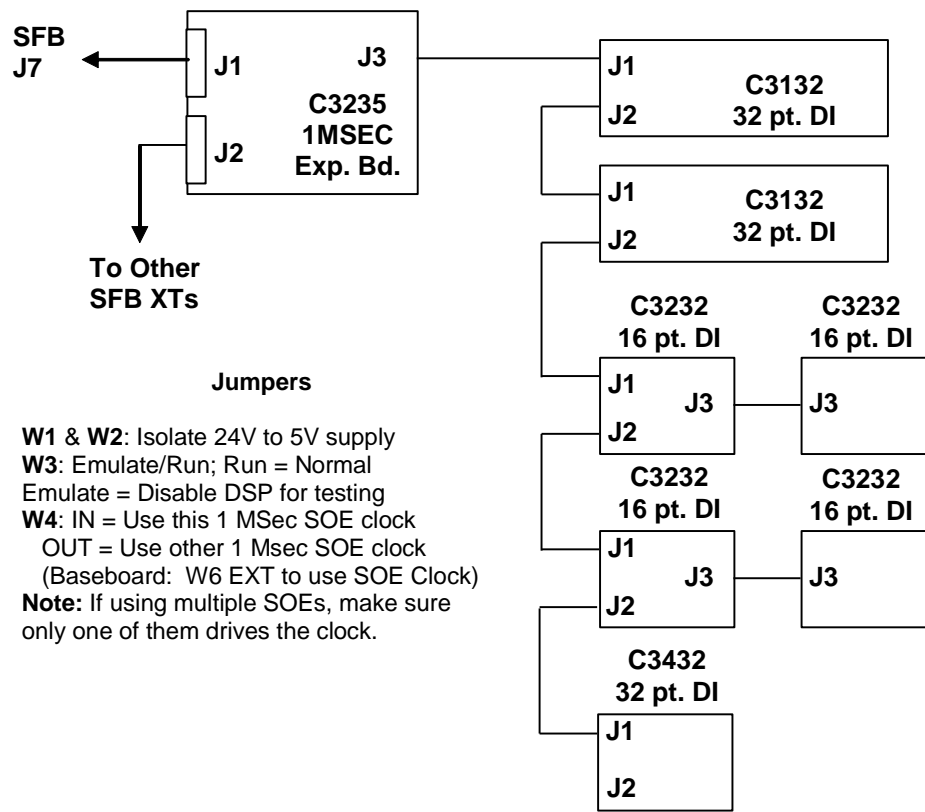 SFB
J7
J1
J3
C3235
1MSEC
Exp. Bd.
J2
To Other
SFB XTs
J1
C3132
32 pt. DI
J2
J1
C3132
32 pt. DI
J2
C3232
16 pt. DI
C3232
16 pt. DI
J1
J3
J2
J3
C3232
16 pt. DI
C3232
16 pt. DI
J1
J3
J2
J3
C3432
32 pt. DI
J1
J2
Jumpers
W1 & W2: Isolate 24V to 5V supply
W3: Emulate/Run; Run = Normal
Emulate = Disable DSP for testing
W4: IN = Use this 1 MSec SOE clock
OUT = Use other 1 Msec SOE clock
(Baseboard: W6 EXT to use SOE Clock)
Note: If using multiple SOEs, make sure
only one of them drives the clock.